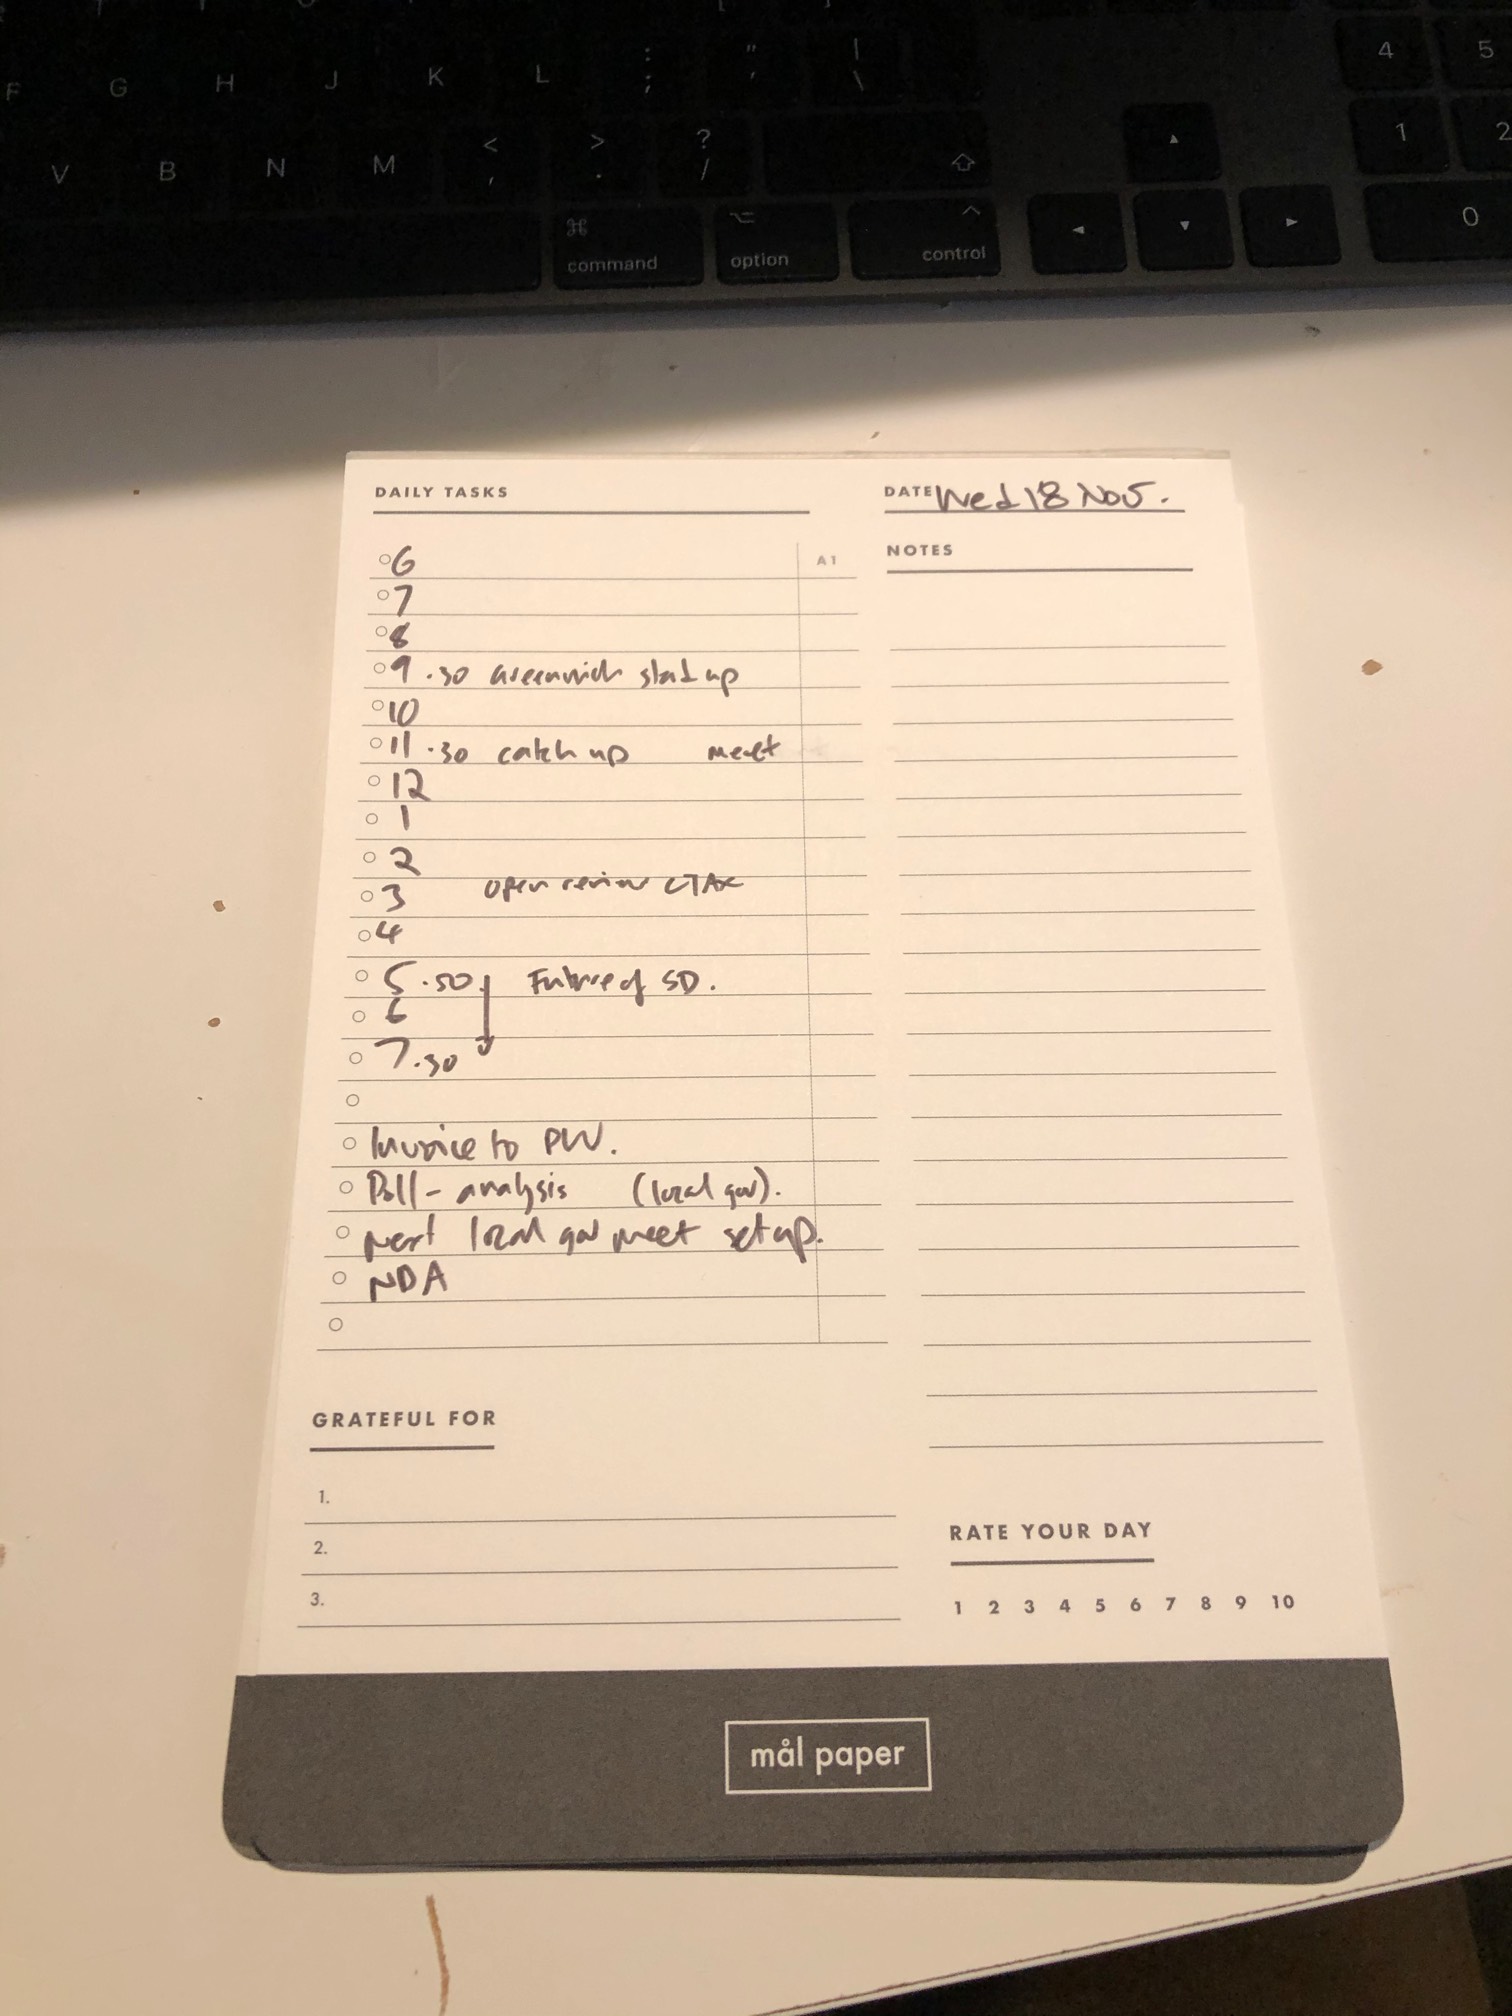 F G H J K L : ; " ' | \ 4 5
V B N M < , > . ? / 1 2
⌘ command ⌥ option ^ control 0
DAILY TASKS
DATE Wed 18 Nov.
6 A1
7
8
9.30 Greenwich stand up
10
11.30 catch up meet
12
1
2
open review CTAX
3
4
5.50 Future of SD.
6
7.30
Invoice to PW.
Poll - analysis (local gov).
Next local gov meet set up.
NDA
NOTES
GRATEFUL FOR
1.
2.
3.
RATE YOUR DAY
1 2 3 4 5 6 7 8 9 10
mål paper